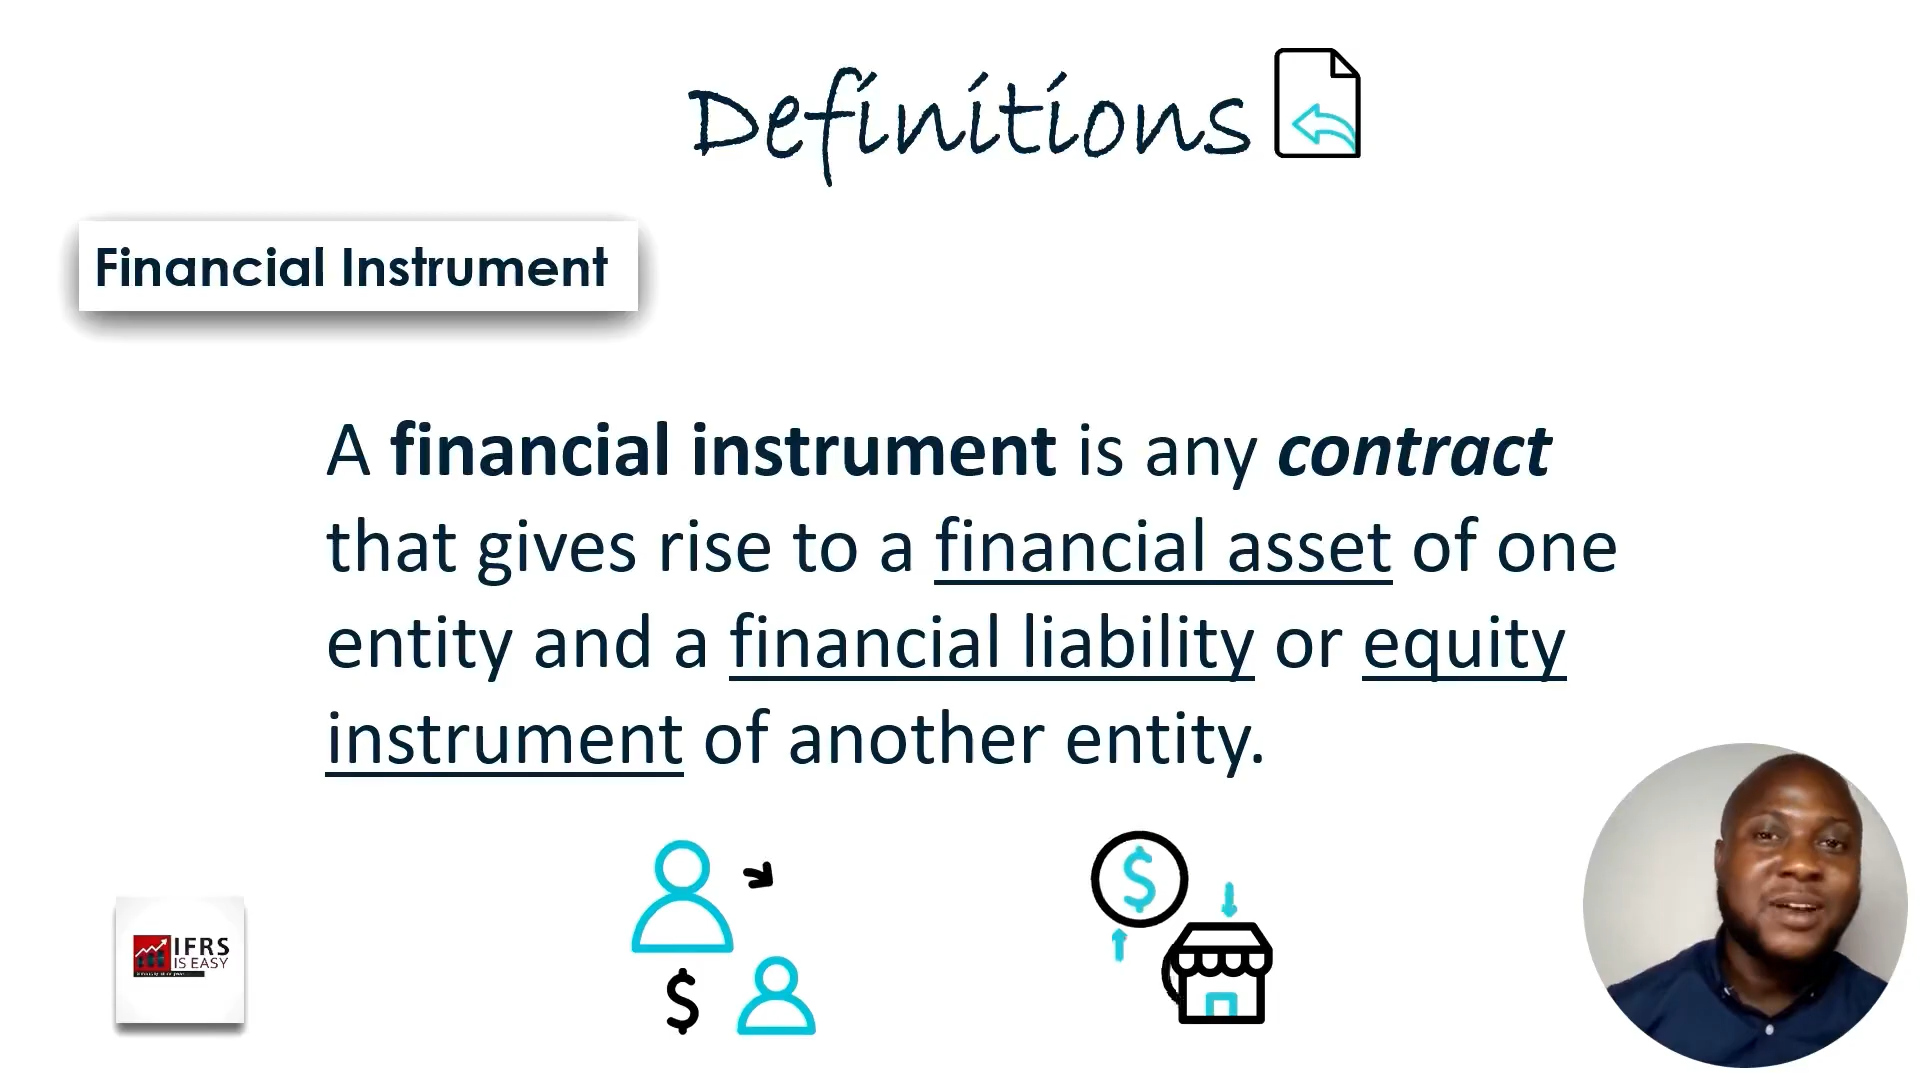 Definitions
Financial Instrument
A financial instrument is any contract
that gives rise to a financial asset of one
entity and a financial liability or equity
instrument of another entity.
$
$
IFRS
IS EASY